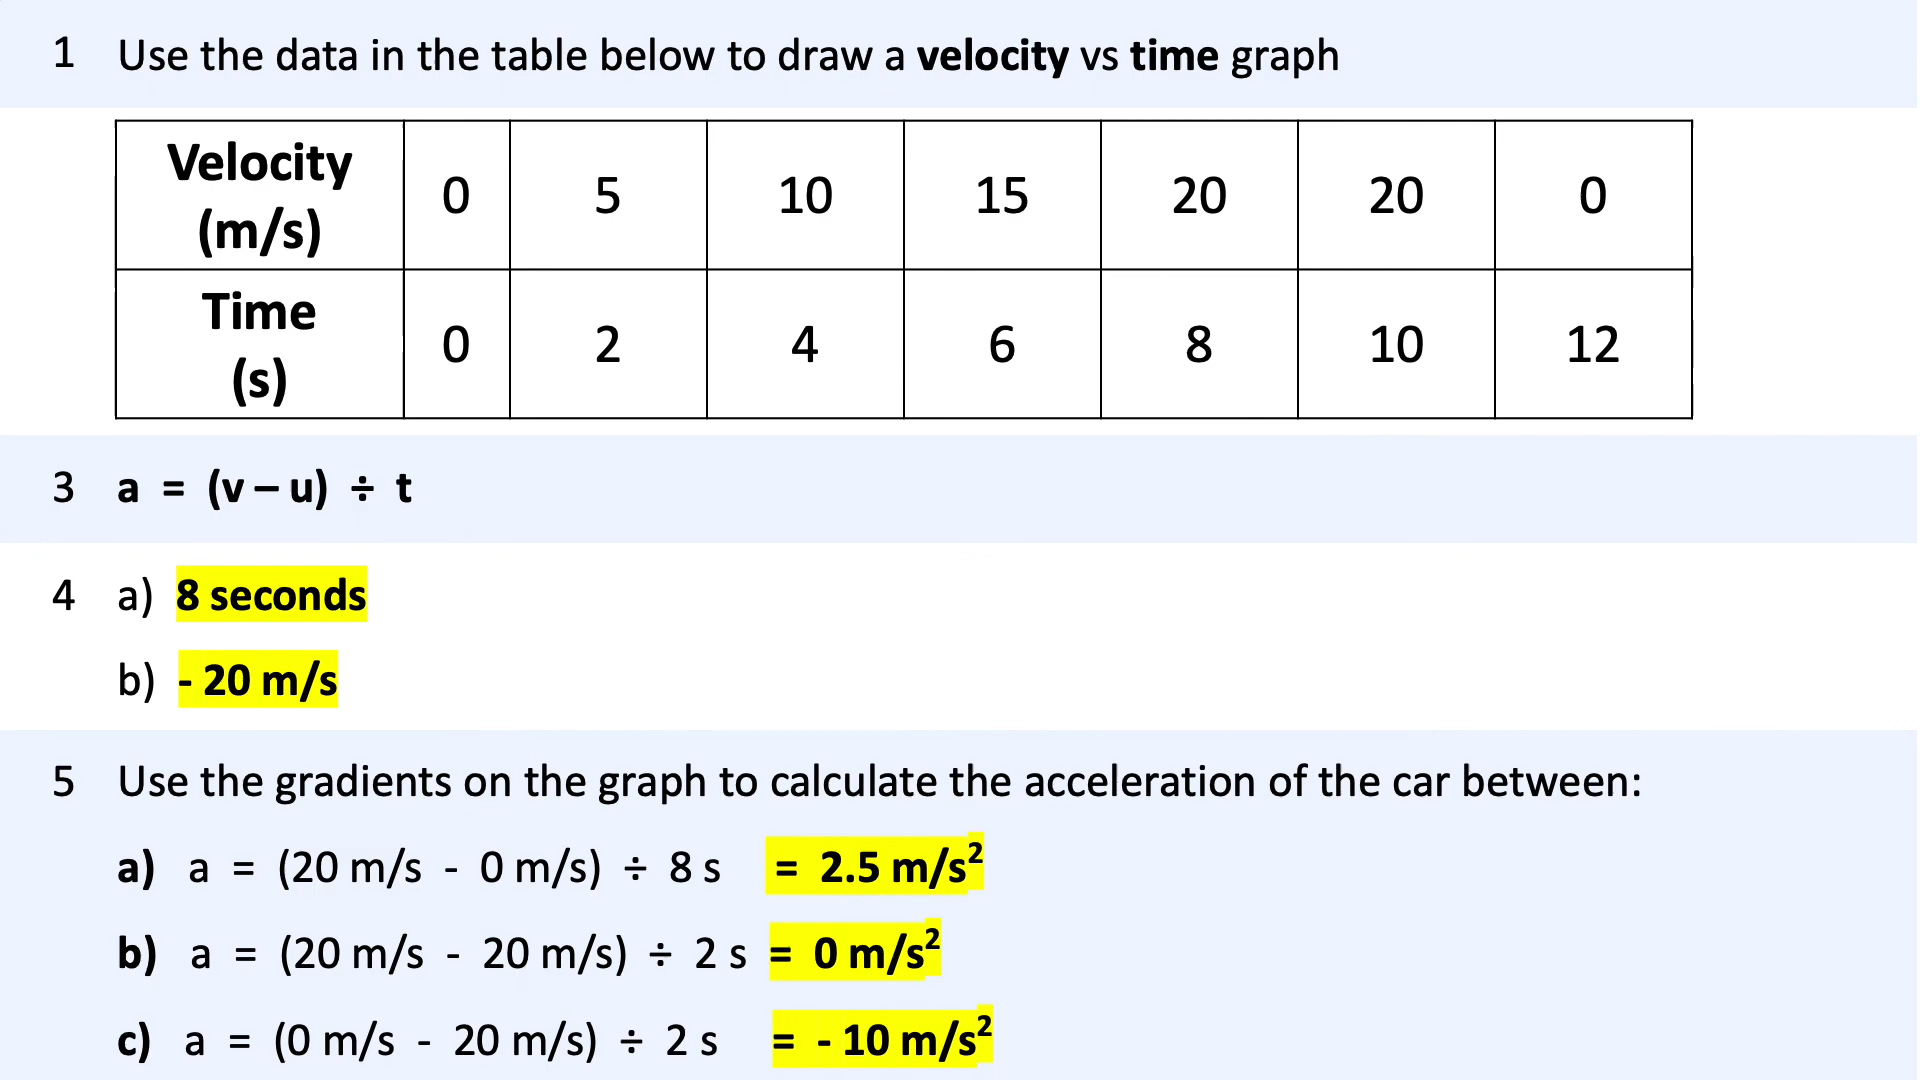 1 Use the data in the table below to draw a velocity vs time graph
Velocity (m/s) 0 5 10 15 20 20 0
Time (s) 0 2 4 6 8 10 12
3 a = (v – u) ÷ t
4 a) 8 seconds
b) - 20 m/s
5 Use the gradients on the graph to calculate the acceleration of the car between:
a) a = (20 m/s - 0 m/s) ÷ 8 s = 2.5 m/s²
b) a = (20 m/s - 20 m/s) ÷ 2 s = 0 m/s²
c) a = (0 m/s - 20 m/s) ÷ 2 s = - 10 m/s²